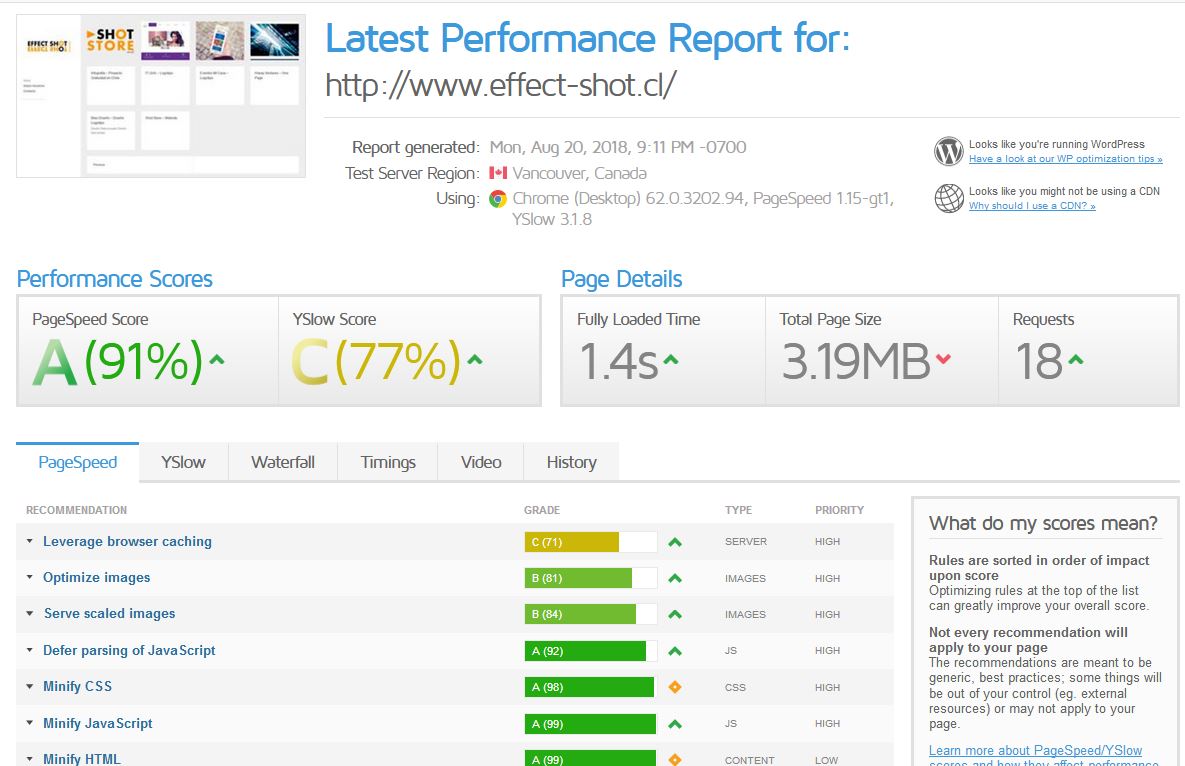 EFFECT SHOT
SHOT
STORE
Latest Performance Report for:
http://www.effect-shot.cl/
Report generated: Mon, Aug 20, 2018, 9:11 PM -0700
Test Server Region: Vancouver, Canada
Using: Chrome (Desktop) 62.0.3202.94, PageSpeed 1.15-gt1,
YSlow 3.1.8
Looks like you're running WordPress
Have a look at our WP optimization tips »
Looks like you might not be using a CDN
Why should I use a CDN? »
Performance Scores
PageSpeed Score
A (91%)
YSlow Score
C (77%)
Page Details
Fully Loaded Time
1.4s
Total Page Size
3.19MB
Requests
18
PageSpeed YSlow Waterfall Timings Video History
RECOMMENDATION GRADE TYPE PRIORITY
Leverage browser caching C (71) SERVER HIGH
Optimize images B (81) IMAGES HIGH
Serve scaled images B (84) IMAGES HIGH
Defer parsing of JavaScript A (92) JS HIGH
Minify CSS A (98) CSS HIGH
Minify JavaScript A (99) JS HIGH
Minify HTML A (99) CONTENT LOW
What do my scores mean?
Rules are sorted in order of impact
upon score
Optimizing rules at the top of the list
can greatly improve your overall score.
Not every recommendation will
apply to your page
The recommendations are meant to be
generic, best practices; some things will
be out of your control (eg. external
resources) or may not apply to your
page.
Learn more about PageSpeed/YSlow
scores and how they affect performance